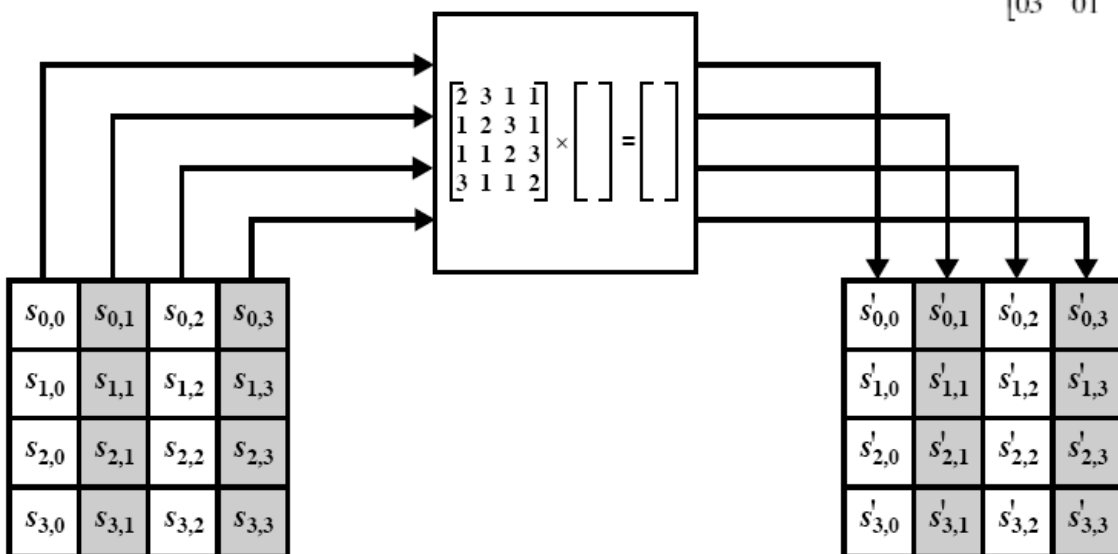 [03 01
2 3 1 1
1 2 3 1
1 1 2 3
3 1 1 2
× [ ] = [ ]
s0,0 s0,1 s0,2 s0,3 s'0,0 s'0,1 s'0,2 s'0,3
s1,0 s1,1 s1,2 s1,3 s'1,0 s'1,1 s'1,2 s'1,3
s2,0 s2,1 s2,2 s2,3 s'2,0 s'2,1 s'2,2 s'2,3
s3,0 s3,1 s3,2 s3,3 s'3,0 s'3,1 s'3,2 s'3,3